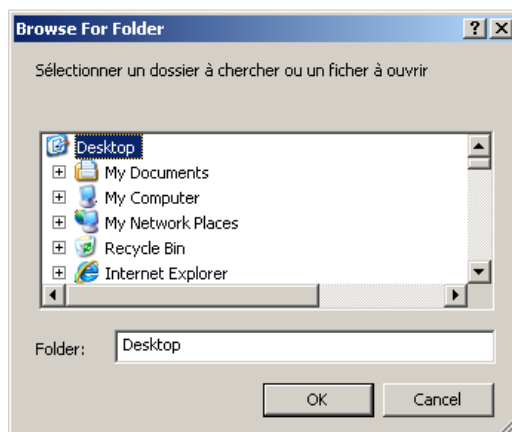 Browse For Folder
Sélectionner un dossier à chercher ou un ficher à ouvrir
Desktop
My Documents
My Computer
My Network Places
Recycle Bin
Internet Explorer
Folder: Desktop
OK Cancel